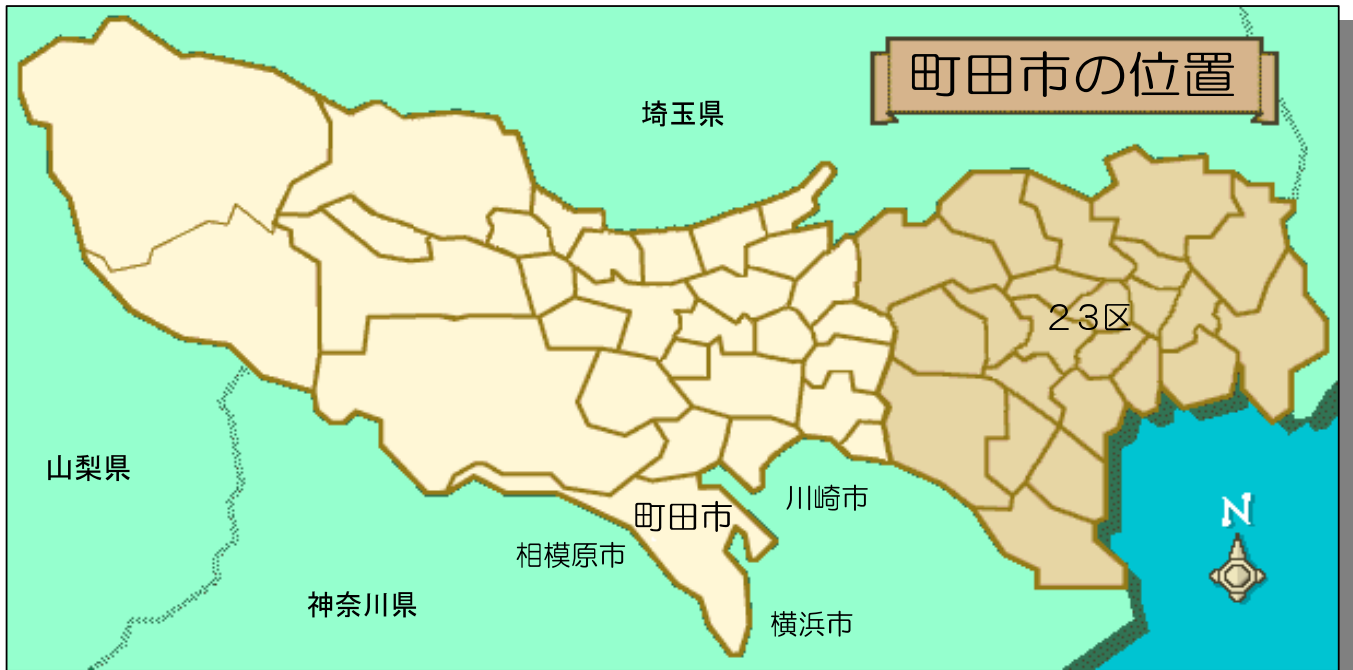 町田市の位置
埼玉県
２３区
山梨県
川崎市
町田市
N
相模原市
神奈川県
横浜市